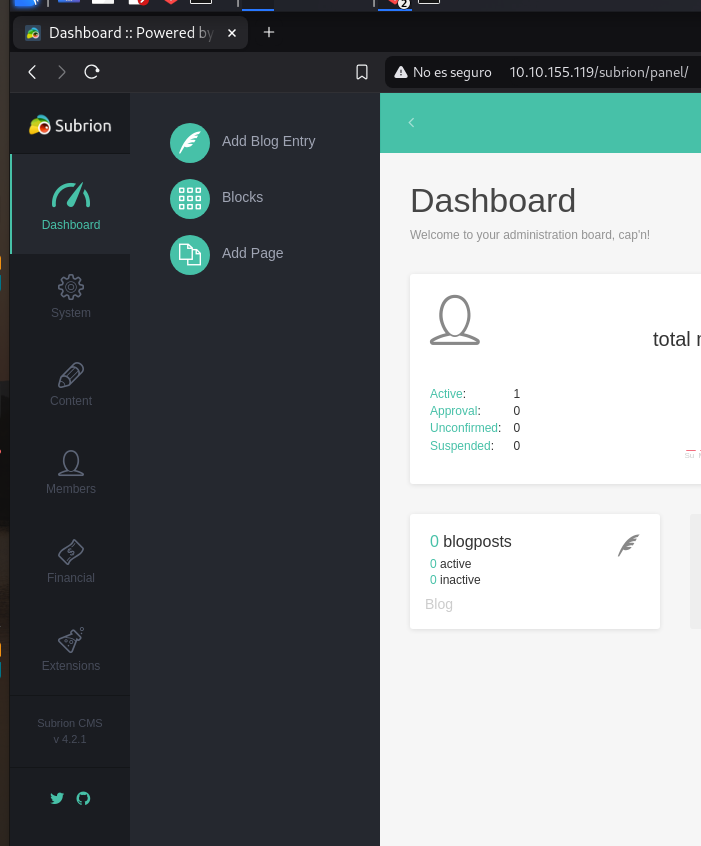 2
Dashboard :: Powered by
No es seguro 10.10.155.119/subrion/panel/
Subrion
Dashboard
System
Content
Members
Financial
Extensions
Subrion CMS
v 4.2.1
Add Blog Entry
Blocks
Add Page
Dashboard
Welcome to your administration board, cap'n!
total
Active: 1
Approval: 0
Unconfirmed: 0
Suspended: 0
Su
0 blogposts
0 active
0 inactive
Blog